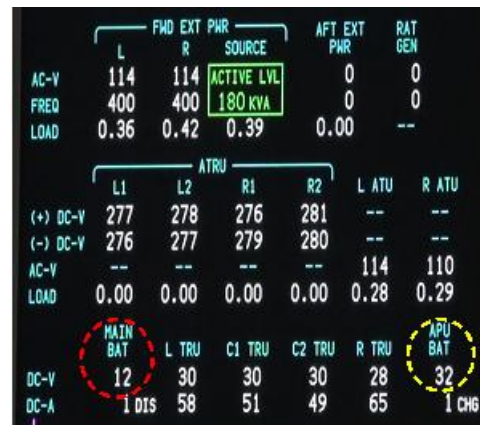 FWD EXT PWR AFT EXT RAT
L R SOURCE PWR GEN
AC-V 114 114 ACTIVE LVL 0 0
FREQ 400 400 180 KVA 0 0
LOAD 0.36 0.42 0.39 0.00 --
ATRU
L1 L2 R1 R2 L ATU R ATU
(+) DC-V 277 278 276 281 -- --
(-) DC-V 276 277 279 280 -- --
AC-V -- -- -- -- 114 110
LOAD 0.00 0.00 0.00 0.00 0.28 0.29
MAIN APU
BAT L TRU C1 TRU C2 TRU R TRU BAT
DC-V 12 30 30 30 28 32
DC-A 1 DIS 58 51 49 65 1 CHG